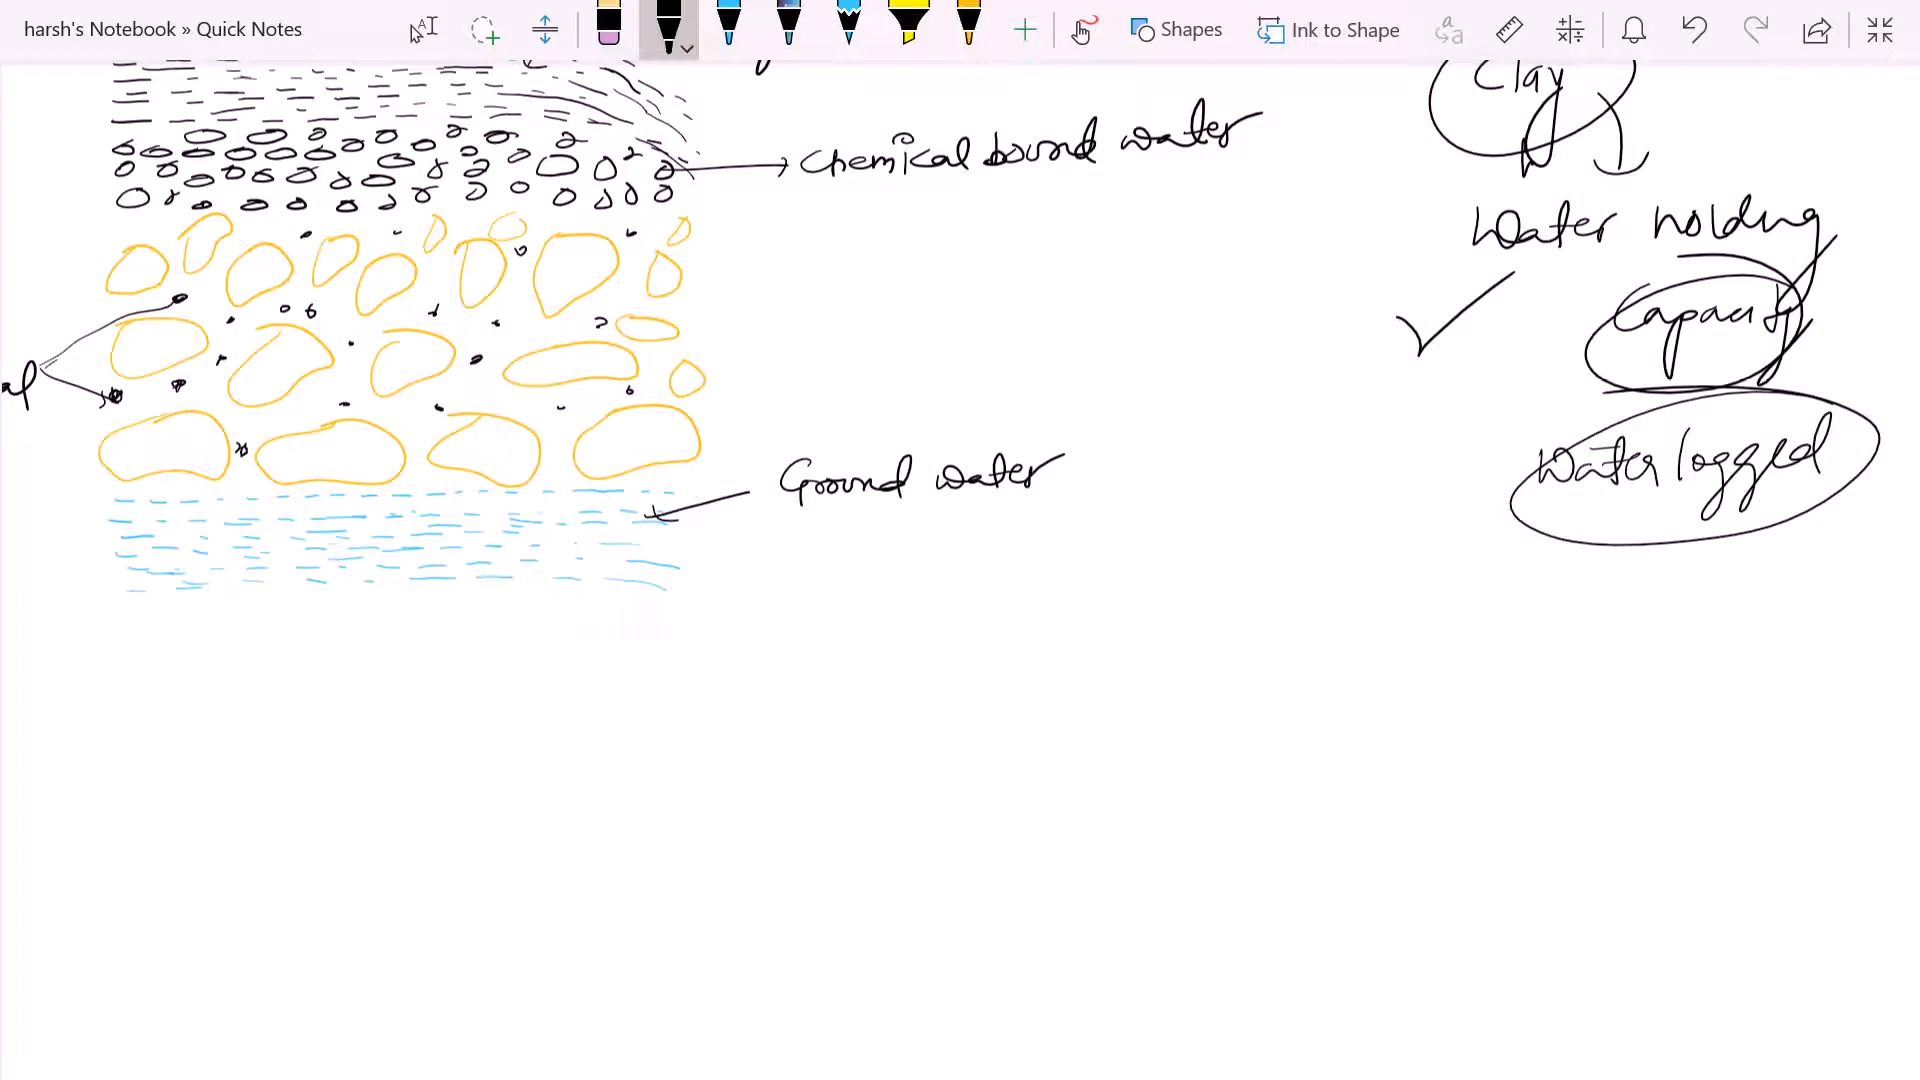 harsh's Notebook » Quick Notes
Shapes
Ink to Shape
Clay
Chemical bound water
Water holding
Capacity
Water logged
Ground water